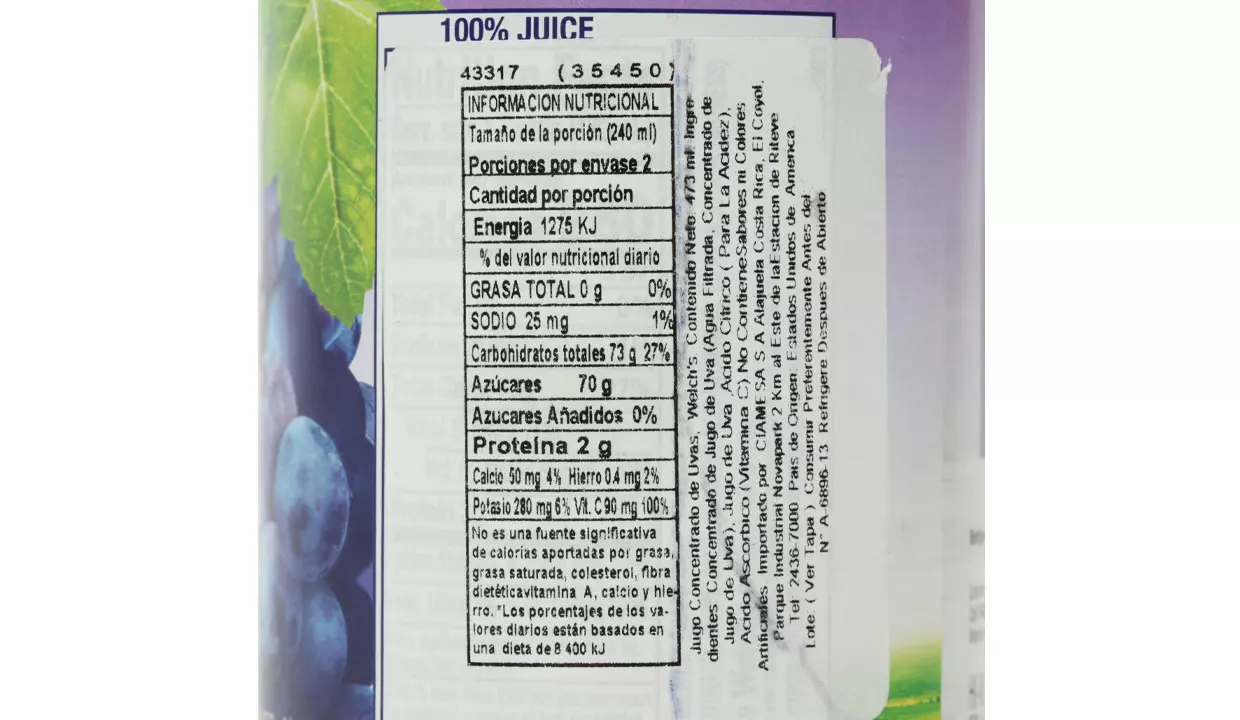 100% JUICE
43317 (35450)
INFORMACION NUTRICIONAL
Tamaño de la porción (240 ml)
Porciones por envase 2
Cantidad por porción
Energia 1275 KJ
% del valor nutricional diario
GRASA TOTAL 0 g 0%
SODIO 25 mg 1%
Carbohidratos totales 73 g 27%
Azúcares 70 g
Azucares Añadidos 0%
Proteína 2 g
Calcio 50 mg 4% Hierro 0.4 mg 2%
Potasio 280 mg 6% Vit. C 90 mg 100%
No es una fuente significativa
de calorías aportadas por grasa,
grasa saturada, colesterol, fibra
dietéticavitamina A, calcio y hie-
rro. *Los porcentajes de los va-
lores diarios están basados en
una dieta de 8 400 kJ
Jugo Concentrado de Uvas, Welch's Contenido Neto: 473 ml. Ingre
dientes: Concentrado de Jugo de Uva (Agua Filtrada, Concentrado de
Jugo de Uva), Jugo de Uva, Acido Citrico ( Para La Acidez),
Acido Ascorbico (Vitamina C) No ContieneSabores ni Colores
Artificiales. Importado por: CIAMESA S A Alajuela Costa Rica, El Coyol,
Parque Industrial Novapark 2 Km al Este de laEstacion de Riteve
Tel: 2436-7000 Pais de Origen: Estados Unidos de America
Lote: ( Ver Tapa ) Consumir Preferentemente Antes del:
N° A-6896-13 Refrigere Despues de Abierto